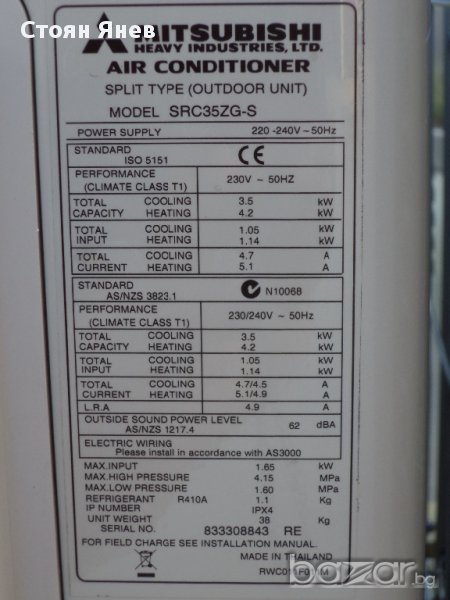 Стоян Янев
MITSUBISHI
HEAVY INDUSTRIES, LTD.
AIR CONDITIONER
SPLIT TYPE (OUTDOOR UNIT)
MODEL SRC35ZG-S
POWER SUPPLY 220 -240V ~ 50Hz
STANDARD
ISO 5151 CE
PERFORMANCE
(CLIMATE CLASS T1) 230V ~ 50HZ
TOTAL COOLING 3.5 kW
CAPACITY HEATING 4.2 kW
TOTAL COOLING 1.05 kW
INPUT HEATING 1.14 kW
TOTAL COOLING 4.7 A
CURRENT HEATING 5.1 A
STANDARD
AS/NZS 3823.1 N10068
PERFORMANCE
(CLIMATE CLASS T1) 230/240V ~ 50Hz
TOTAL COOLING 3.5 kW
CAPACITY HEATING 4.2 kW
TOTAL COOLING 1.05 kW
INPUT HEATING 1.14 kW
TOTAL COOLING 4.7/4.5 A
CURRENT HEATING 5.1/4.9 A
L.R.A 4.9 A
OUTSIDE SOUND POWER LEVEL
AS/NZS 1217.4 62 dBA
ELECTRIC WIRING
Please install in accordance with AS3000
MAX.INPUT 1.65 kW
MAX.HIGH PRESSURE 4.15 MPa
MAX.LOW PRESSURE 1.60 MPa
REFRIGERANT R410A 1.1 Kg
IP NUMBER IPX4
UNIT WEIGHT 38 Kg
SERIAL NO. 833308843 RE
FOR FIELD CHARGE SEE INSTALLATION MANUAL.
MADE IN THAILAND
bazar.bg